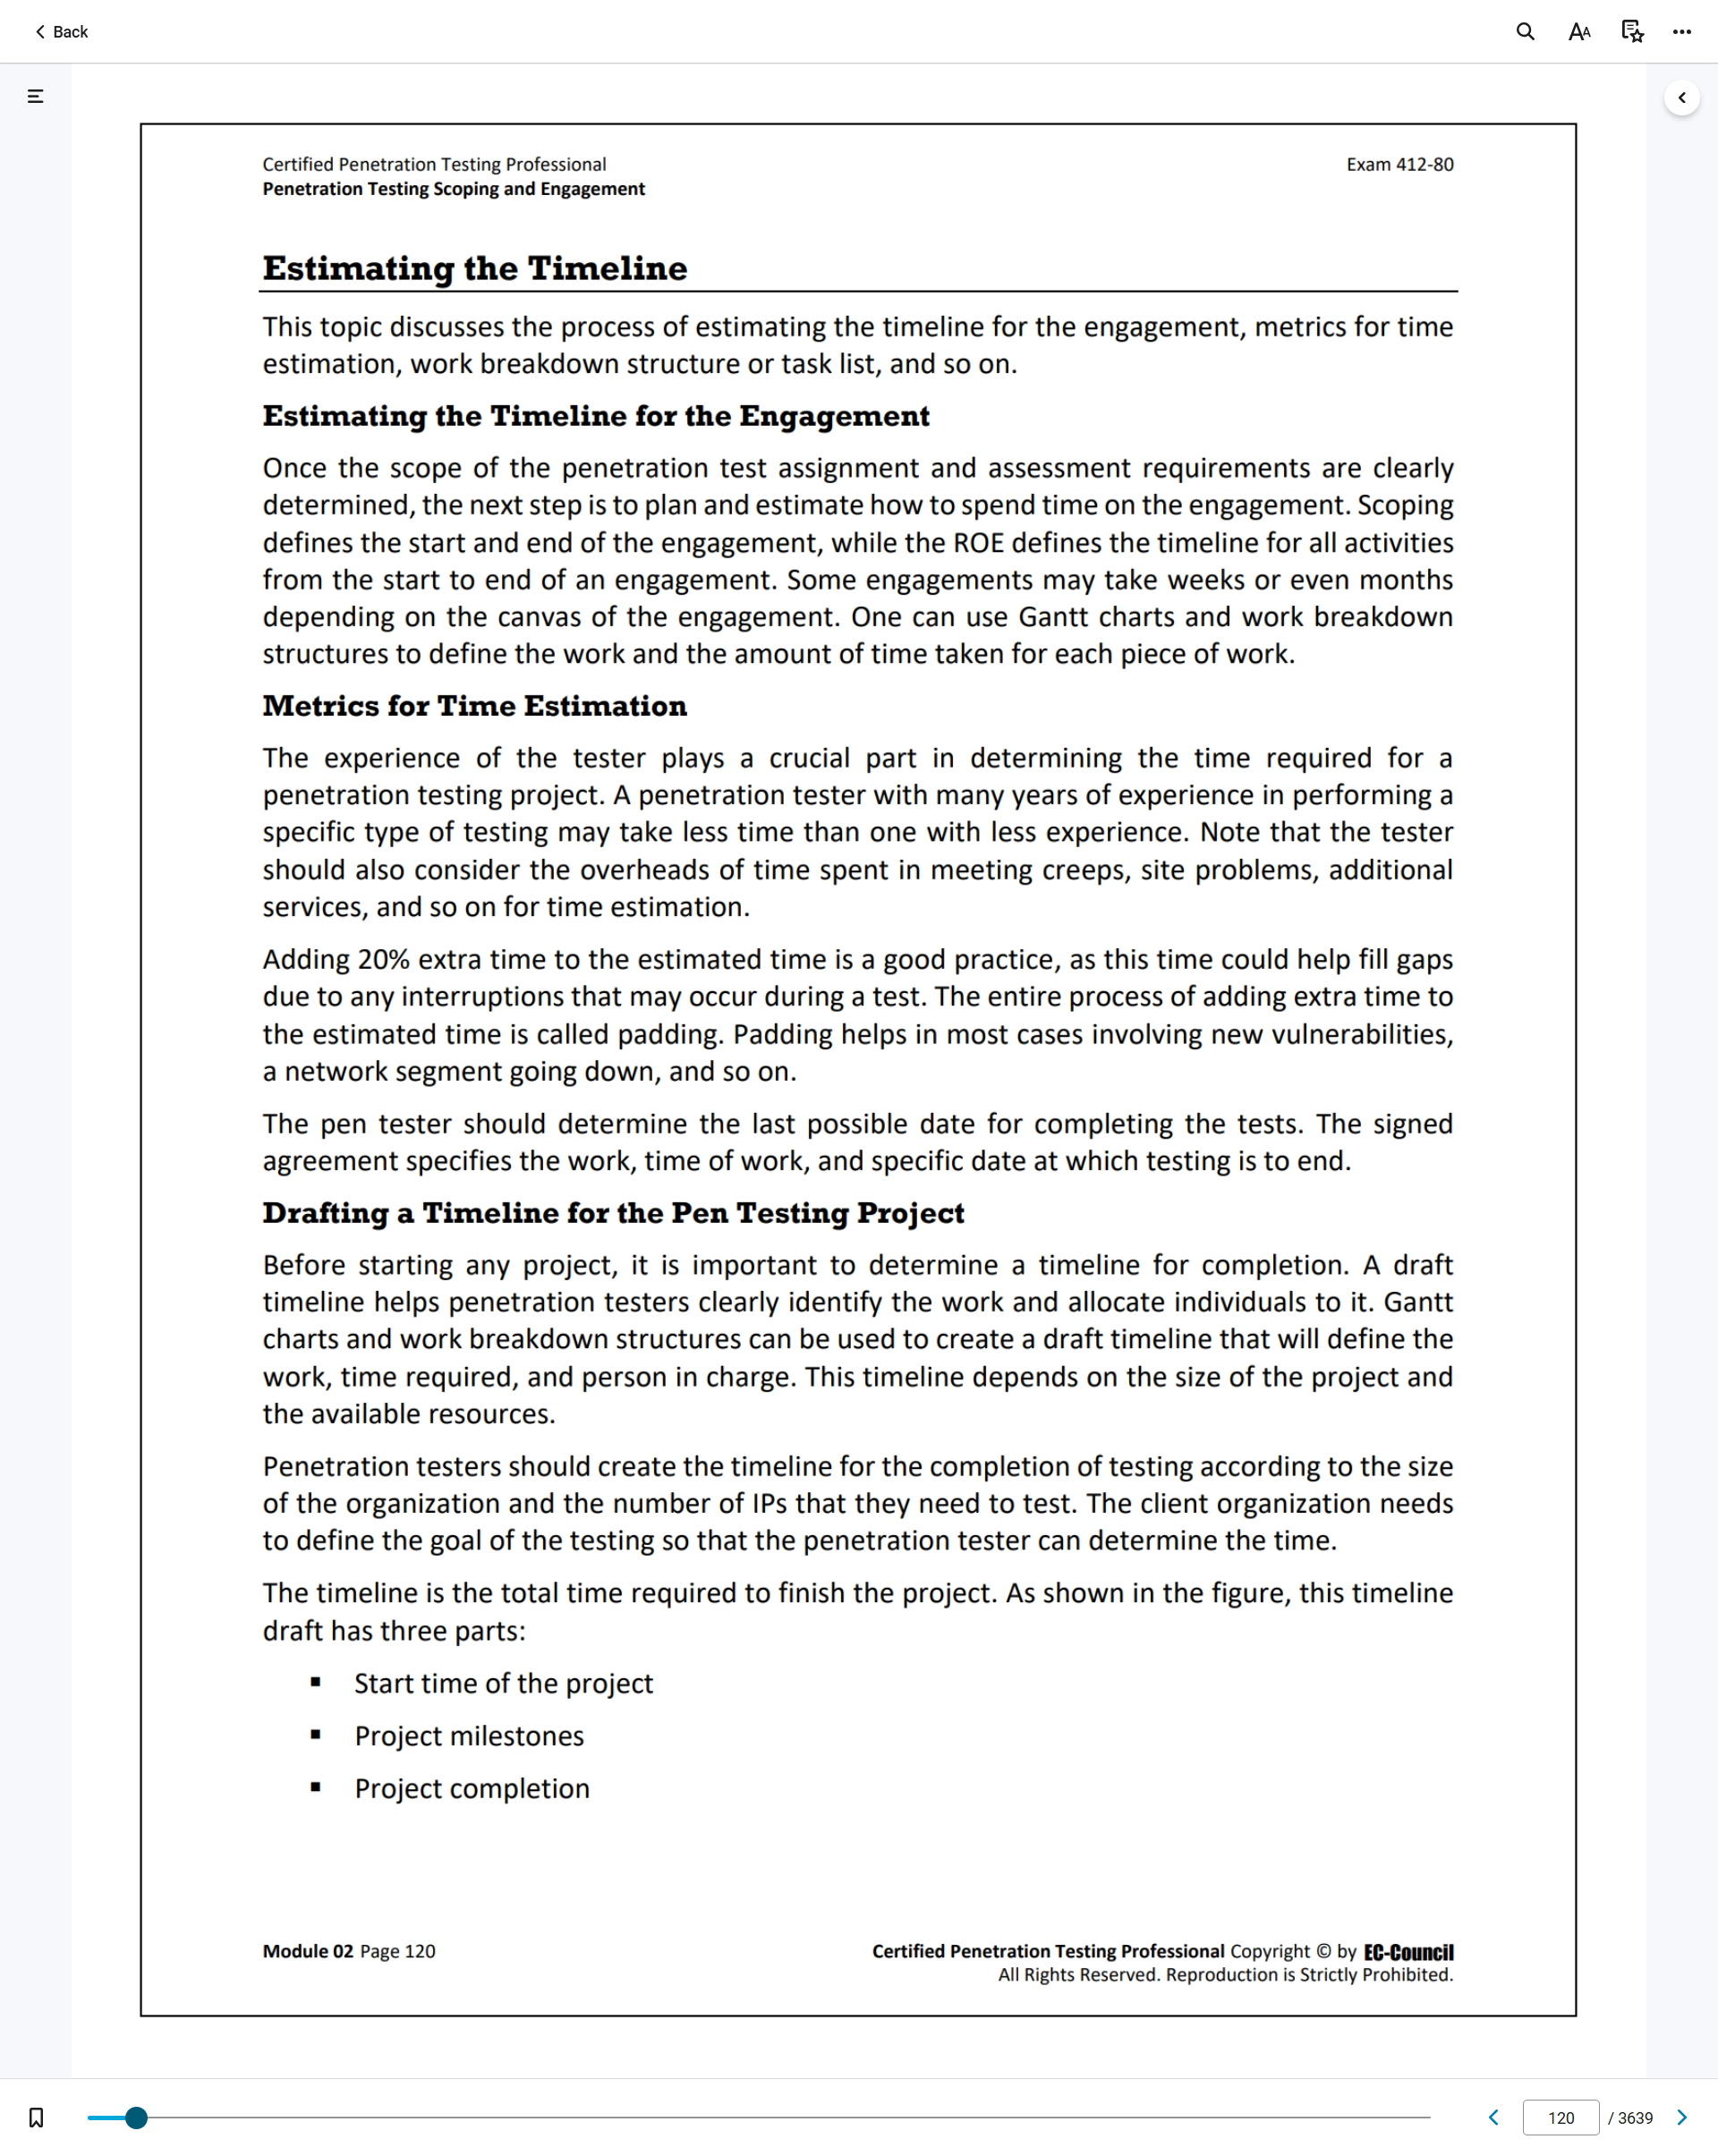 Back
Certified Penetration Testing Professional
Exam 412-80
Penetration Testing Scoping and Engagement
Estimating the Timeline
This topic discusses the process of estimating the timeline for the engagement, metrics for time
estimation, work breakdown structure or task list, and so on.
Estimating the Timeline for the Engagement
Once the scope of the penetration test assignment and assessment requirements are clearly
determined, the next step is to plan and estimate how to spend time on the engagement. Scoping
defines the start and end of the engagement, while the ROE defines the timeline for all activities
from the start to end of an engagement. Some engagements may take weeks or even months
depending on the canvas of the engagement. One can use Gantt charts and work breakdown
structures to define the work and the amount of time taken for each piece of work.
Metrics for Time Estimation
The experience of the tester plays a crucial part in determining the time required for a
penetration testing project. A penetration tester with many years of experience in performing a
specific type of testing may take less time than one with less experience. Note that the tester
should also consider the overheads of time spent in meeting creeps, site problems, additional
services, and so on for time estimation.
Adding 20% extra time to the estimated time is a good practice, as this time could help fill gaps
due to any interruptions that may occur during a test. The entire process of adding extra time to
the estimated time is called padding. Padding helps in most cases involving new vulnerabilities,
a network segment going down, and so on.
The pen tester should determine the last possible date for completing the tests. The signed
agreement specifies the work, time of work, and specific date at which testing is to end.
Drafting a Timeline for the Pen Testing Project
Before starting any project, it is important to determine a timeline for completion. A draft
timeline helps penetration testers clearly identify the work and allocate individuals to it. Gantt
charts and work breakdown structures can be used to create a draft timeline that will define the
work, time required, and person in charge. This timeline depends on the size of the project and
the available resources.
Penetration testers should create the timeline for the completion of testing according to the size
of the organization and the number of IPs that they need to test. The client organization needs
to define the goal of the testing so that the penetration tester can determine the time.
The timeline is the total time required to finish the project. As shown in the figure, this timeline
draft has three parts:
▪ Start time of the project
▪ Project milestones
▪ Project completion
Module 02 Page 120
Certified Penetration Testing Professional Copyright © by EC-Council
All Rights Reserved. Reproduction is Strictly Prohibited.
120 / 3639